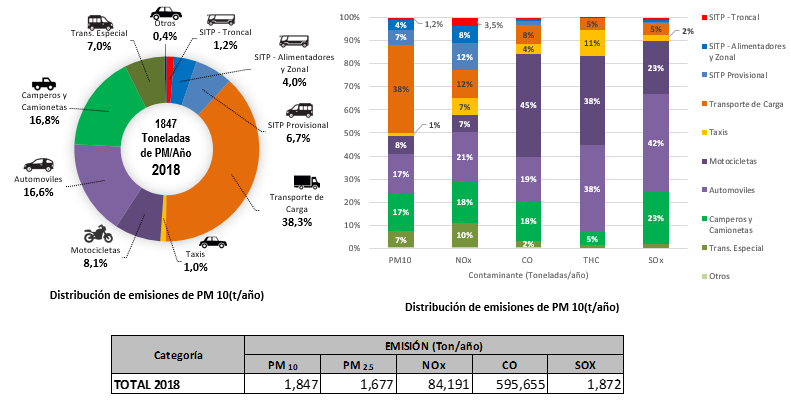 Otros
0,4%
SITP - Troncal
1,2%
SITP - Alimentadores
y Zonal
4,0%
SITP Provisional
6,7%
Transporte de
Carga
38,3%
Taxis
1,0%
Motocicletas
8,1%
Automoviles
16,6%
Camperos y
Camionetas
16,8%
Trans. Especial
7,0%
1847
Toneladas
de PM/Año
2018
Distribución de emisiones de PM 10(t/año)
100%
90%
80%
70%
60%
50%
40%
30%
20%
10%
0%
4%
7%
38%
8%
17%
17%
7%
1,2%
1%
8%
12%
12%
7%
7%
21%
18%
10%
3,5%
8%
4%
45%
19%
18%
2%
5%
11%
38%
38%
5%
5%
23%
42%
23%
2%
PM10 NOx CO THC SOx
Contaminante (Toneladas/año)
SITP - Troncal
SITP - Alimentadores
y Zonal
SITP Provisional
Transporte de Carga
Taxis
Motocicletas
Automoviles
Camperos y
Camionetas
Trans. Especial
Otros
Distribución de emisiones de PM 10(t/año)
Categoría EMISIÓN (Ton/año)
PM 10 PM 2.5 NOx CO SOX
TOTAL 2018 1,847 1,677 84,191 595,655 1,872